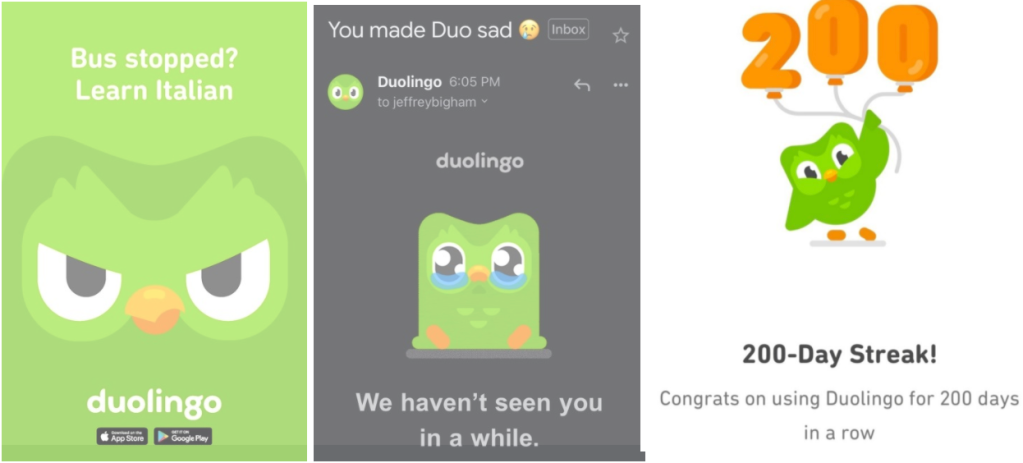 Bus stopped?
Learn Italian
duolingo
Download on the
App Store
GET IT ON
Google Play
You made Duo sad 😢 Inbox
Duolingo 6:05 PM
to jeffreybigham
duolingo
We haven't seen you
in a while.
200
200-Day Streak!
Congrats on using Duolingo for 200 days
in a row